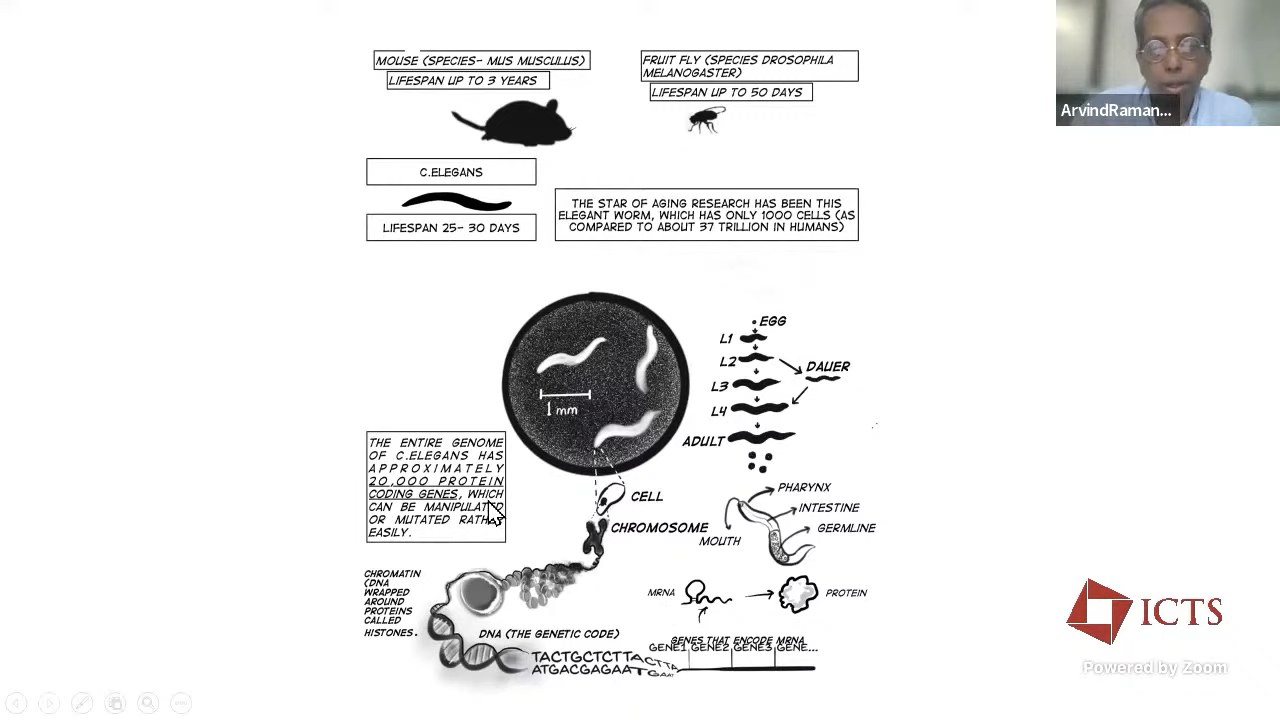 MOUSE (SPECIES- MUS MUSCULUS)
LIFESPAN UP TO 3 YEARS
FRUIT FLY (SPECIES DROSOPHILA
MELANOGASTER)
LIFESPAN UP TO 50 DAYS
ArvindRaman...
C.ELEGANS
LIFESPAN 25- 30 DAYS
THE STAR OF AGING RESEARCH HAS BEEN THIS
ELEGANT WORM, WHICH HAS ONLY 1000 CELLS (AS
COMPARED TO ABOUT 37 TRILLION IN HUMANS)
1 mm
EGG
L1
L2
DAUER
L3
L4
ADULT
THE ENTIRE GENOME
OF C.ELEGANS HAS
APPROXIMATELY
20,000 PROTEIN
CODING GENES, WHICH
CAN BE MANIPULATED
OR MUTATED RATHER
EASILY.
CELL
CHROMOSOME
PHARYNX
INTESTINE
GERMLINE
MOUTH
CHROMATIN
(DNA
WRAPPED
AROUND
PROTEINS
CALLED
HISTONES.
MRNA
PROTEIN
DNA (THE GENETIC CODE)
TACTGCTCTTACTTA
ATGACGAGAATGAAT
GENES THAT ENCODE MRNA
GENE1 GENE2 GENE3 GENE...
ICTS
Powered by Zoom